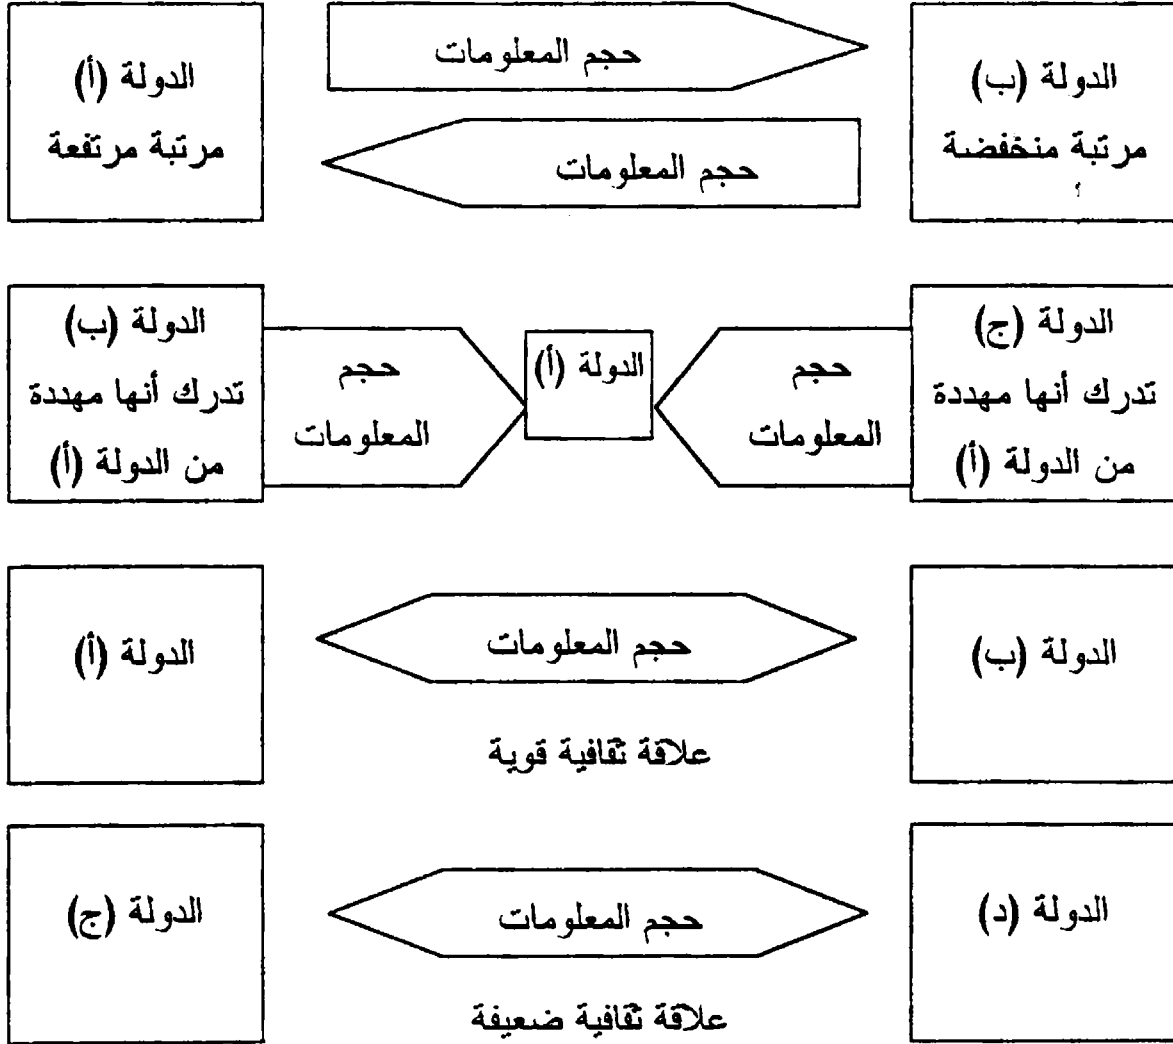 الدولة (أ)
مرتبة مرتفعة
حجم المعلومات
حجم المعلومات
الدولة (ب)
مرتبة منخفضة
الدولة (ب)
تدرك أنها مهددة
من الدولة (أ)
حجم
المعلومات
الدولة (أ)
حجم
المعلومات
الدولة (ج)
تدرك أنها مهددة
من الدولة (أ)
الدولة (أ)
حجم المعلومات
علاقة ثقافية قوية
الدولة (ب)
الدولة (ج)
حجم المعلومات
علاقة ثقافية ضعيفة
الدولة (د)